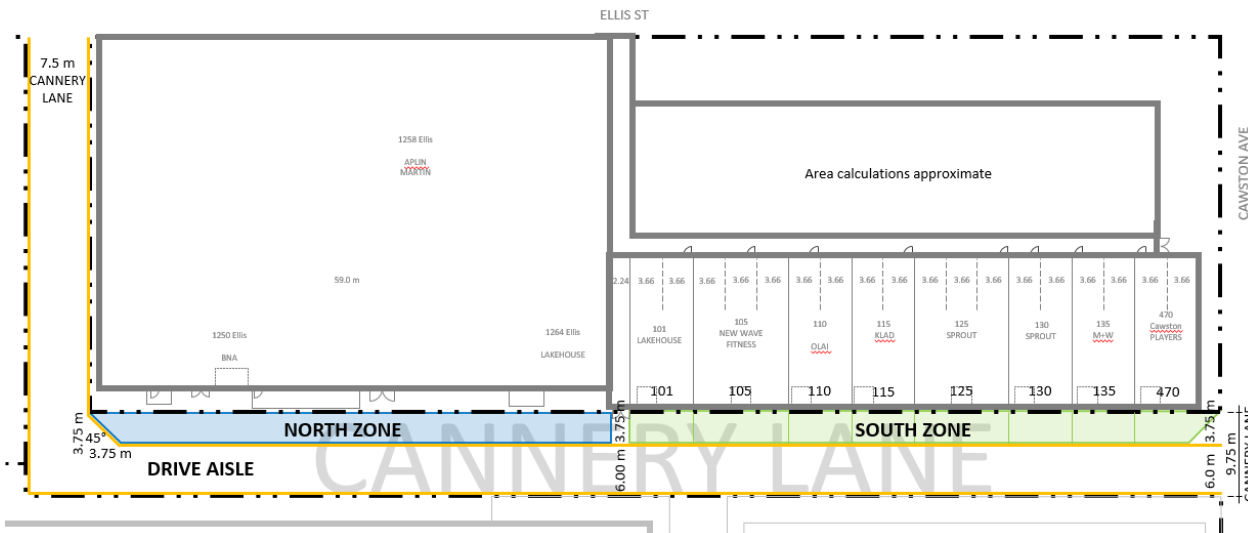 ELLIS ST
7.5 m
CANNERY
LANE
1258 Ellis
APLIN
MARTIN
Area calculations approximate
CAWSTON AVE
59.0 m
2.24 3.66 3.66 3.66 3.66 3.66 3.66 3.66 3.66 3.66 3.66 3.66 3.66 3.66 3.66 3.66 3.66 3.66 3.66
1250 Ellis
BNA
1264 Ellis
LAKEHOUSE
101
LAKEHOUSE
105
NEW WAVE
FITNESS
110
OLAI
115
KLAD
125
SPROUT
130
SPROUT
135
M+W
470
Cawston
PLAYERS
101 105 110 115 125 130 135 470
3.75 m
45°
3.75 m
NORTH ZONE
3.75 m
SOUTH ZONE
3.75 m
DRIVE AISLE
CANNERY LANE
6.00 m
6.0 m
9.75 m
CANNERY LANE